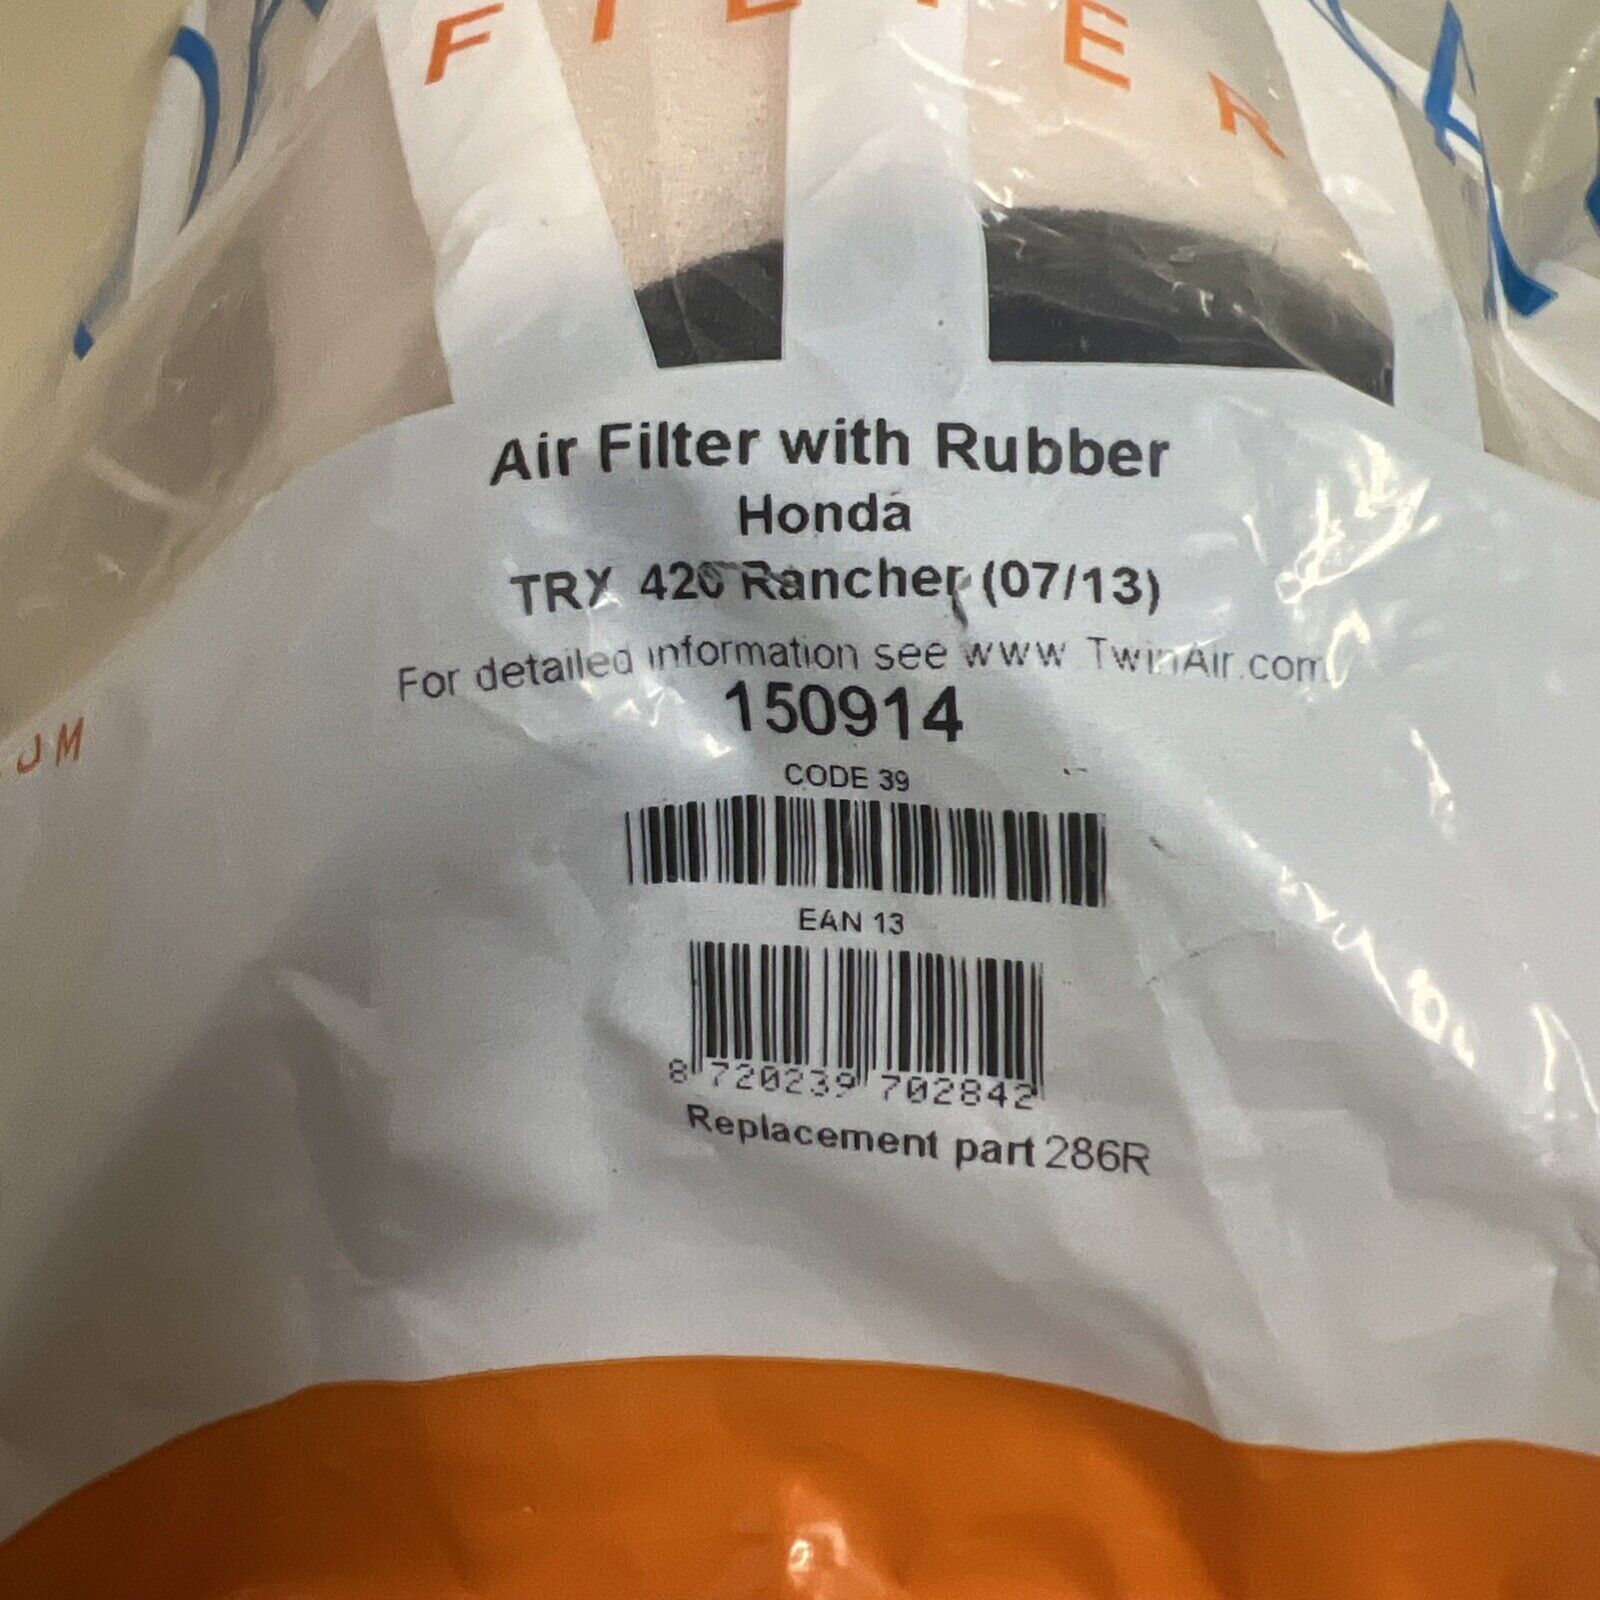 FILTER
Air Filter with Rubber
Honda
TRX 420 Rancher (07/13)
For detailed information see www.TwinAir.com
150914
CODE 39
EAN 13
8 720239 702842
Replacement part 286R